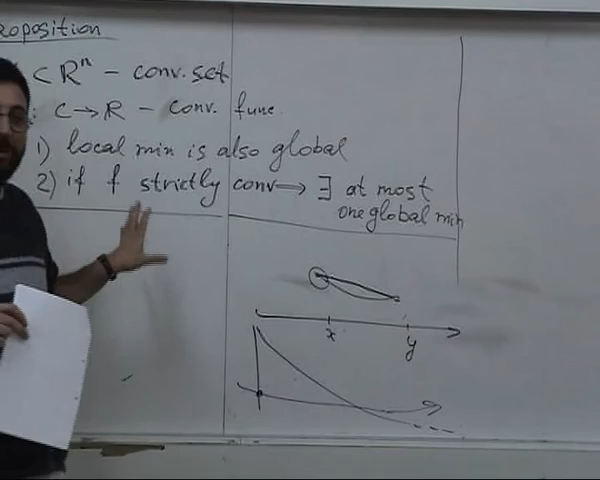 roposition
⊂ Rⁿ - conv. set
: C → R - conv. func.
1) local min is also global
2) if f strictly conv ⟹ ∃ at most
one global min
x
y